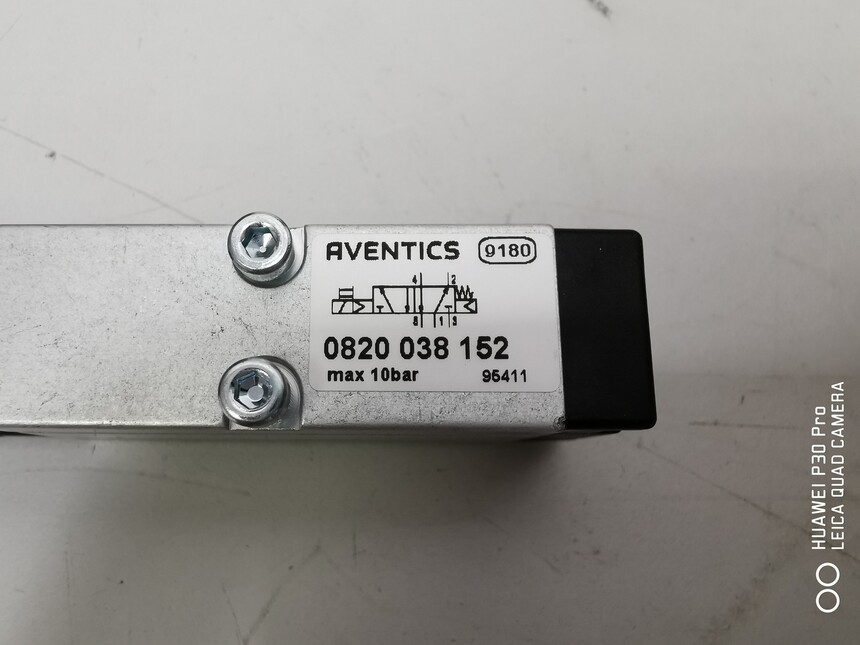 AVENTICS 9180
4 2
5 1 3
0820 038 152
max 10bar 95411
HUAWEI P30 Pro
LEICA QUAD CAMERA